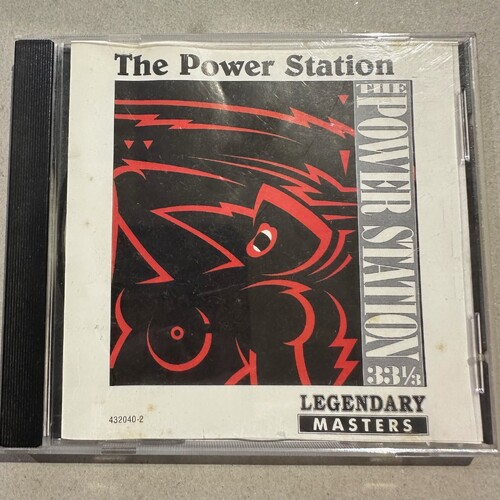 The Power Station
THE
POWER STATION
33⅓
LEGENDARY
MASTERS
432040-2